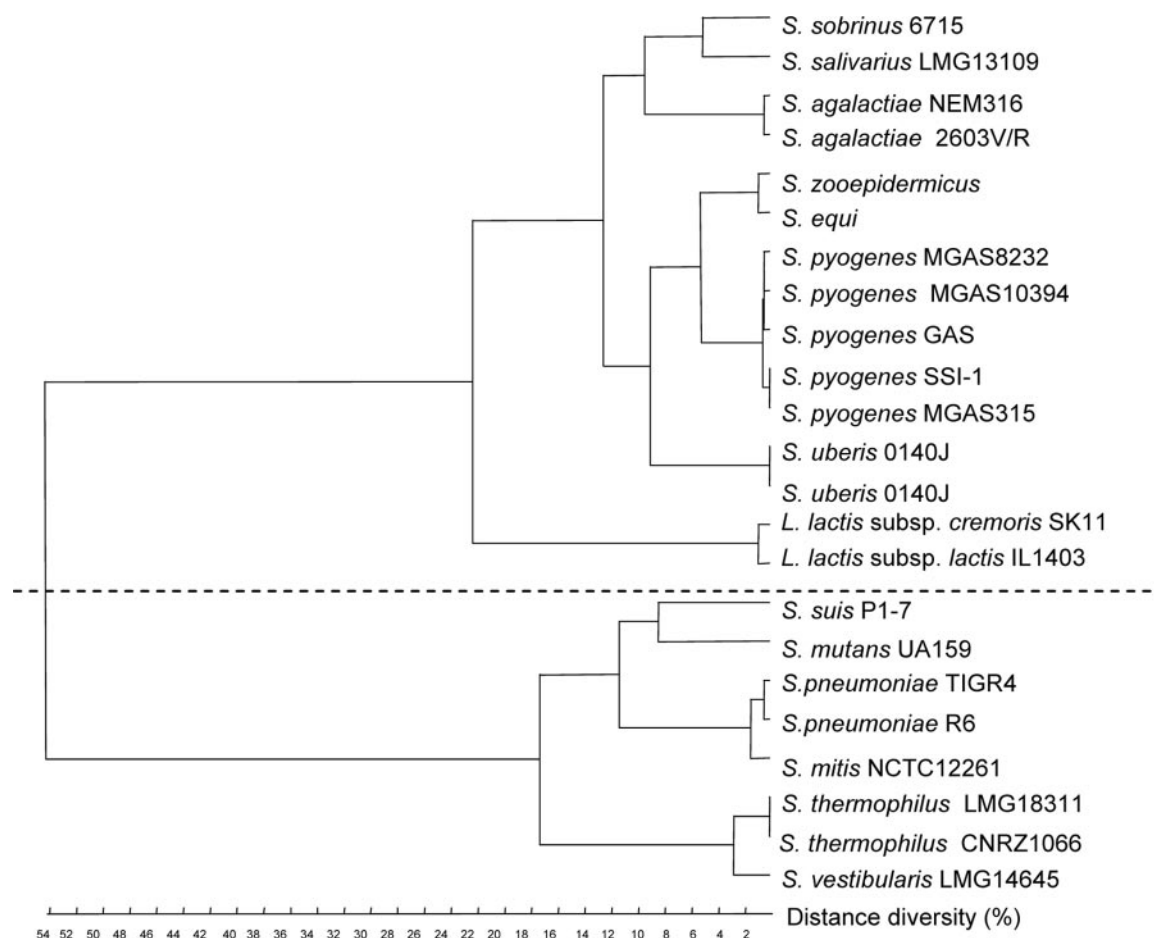 S. sobrinus 6715
S. salivarius LMG13109
S. agalactiae NEM316
S. agalactiae 2603V/R
S. zooepidermicus
S. equi
S. pyogenes MGAS8232
S. pyogenes MGAS10394
S. pyogenes GAS
S. pyogenes SSI-1
S. pyogenes MGAS315
S. uberis 0140J
S. uberis 0140J
L. lactis subsp. cremoris SK11
L. lactis subsp. lactis IL1403
S. suis P1-7
S. mutans UA159
S.pneumoniae TIGR4
S.pneumoniae R6
S. mitis NCTC12261
S. thermophilus LMG18311
S. thermophilus CNRZ1066
S. vestibularis LMG14645
Distance diversity (%)
54 52 50 48 46 44 42 40 38 36 34 32 30 28 26 24 22 20 18 16 14 12 10 8 6 4 2